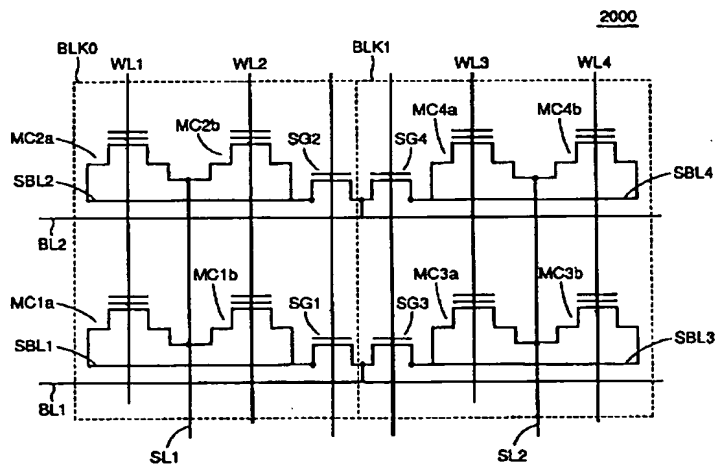 2000
BLK0 BLK1
WL1 WL2 WL3 WL4
MC2a MC2b SG2 SG4 MC4a MC4b
SBL2 SBL4
BL2
MC1a MC1b SG1 SG3 MC3a MC3b
SBL1 SBL3
BL1
SL1 SL2